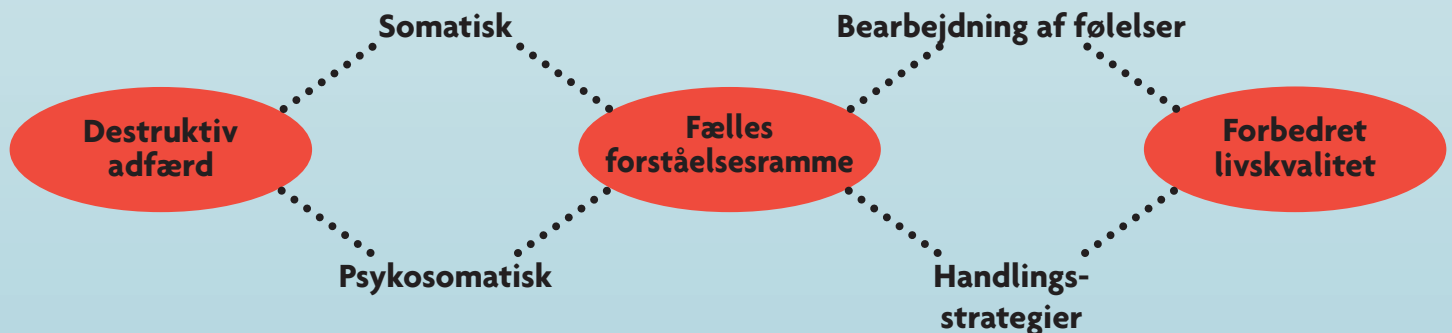 Somatisk
Bearbejdning af følelser
Destruktiv
adfærd
Fælles
forståelsesramme
Forbedret
livskvalitet
Psykosomatisk
Handlings-
strategier